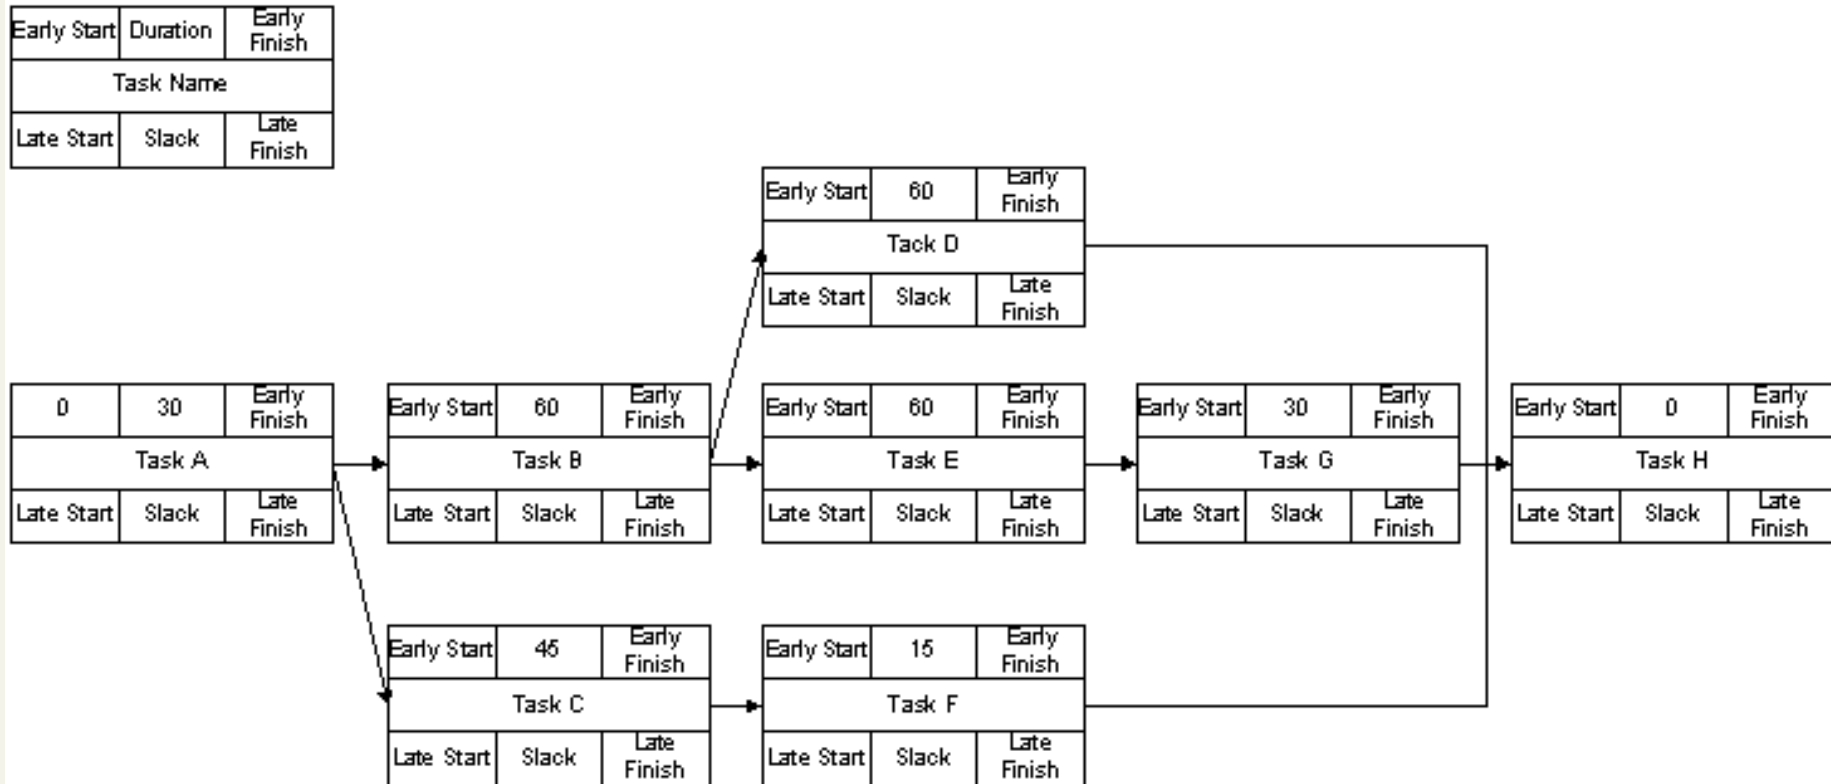 Early Start Duration Early
Finish
Task Name
Late Start Slack Late
Finish
Early Start 60 Early
Finish
Tack D
Late Start Slack Late
Finish
0 30 Early
Finish
Task A
Late Start Slack Late
Finish
Early Start 60 Early
Finish
Task B
Late Start Slack Late
Finish
Early Start 60 Early
Finish
Task E
Late Start Slack Late
Finish
Early Start 30 Early
Finish
Task G
Late Start Slack Late
Finish
Early Start 0 Early
Finish
Task H
Late Start Slack Late
Finish
Early Start 45 Early
Finish
Task C
Late Start Slack Late
Finish
Early Start 15 Early
Finish
Task F
Late Start Slack Late
Finish